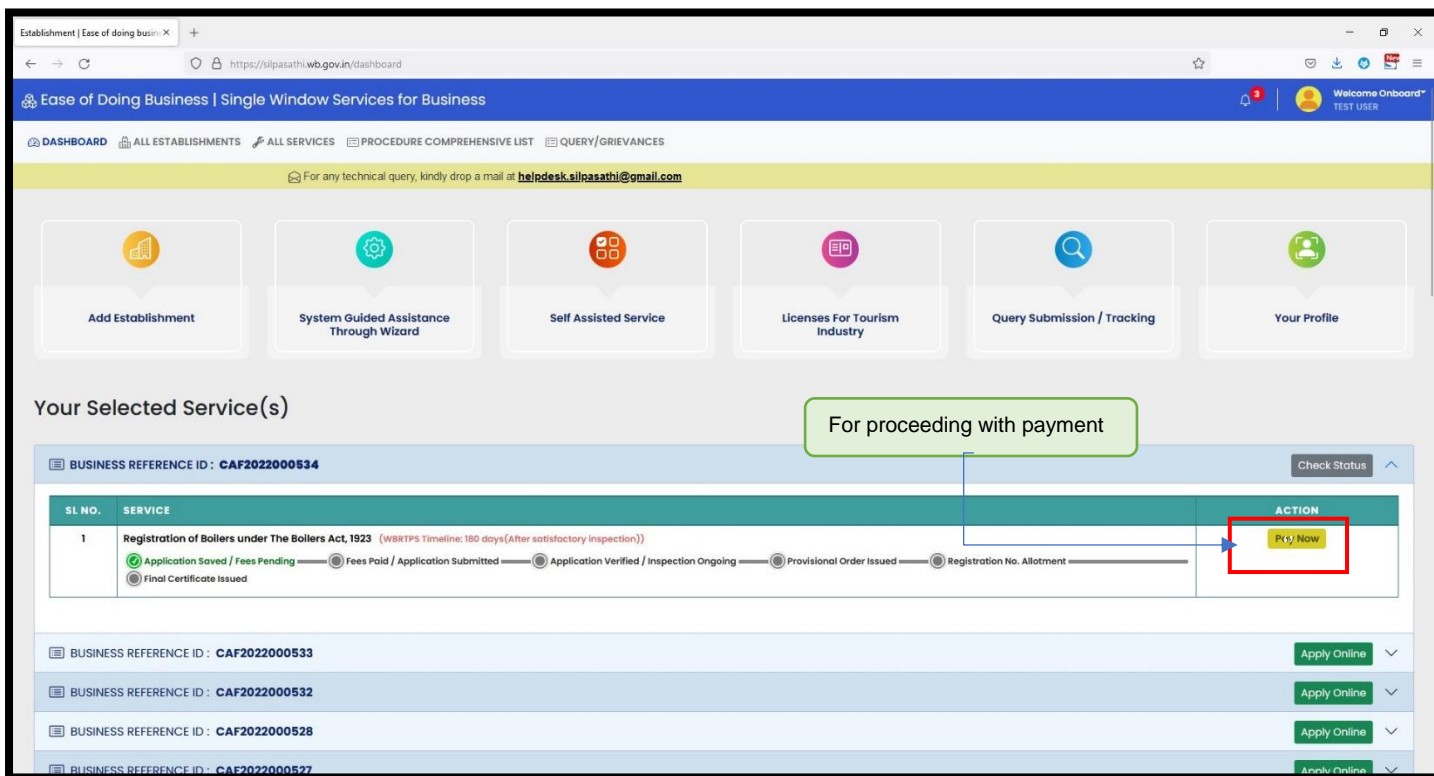 Establishment | Ease of doing busin
https://silpasathi.wb.gov.in/dashboard
New
Ease of Doing Business | Single Window Services for Business
3
Welcome Onboard"
TEST USER
DASHBOARD ALL ESTABLISHMENTS ALL SERVICES PROCEDURE COMPREHENSIVE LIST QUERY/GRIEVANCES
For any technical query, kindly drop a mail at helpdesk.silpasathi@gmail.com
Add Establishment
System Guided Assistance
Through Wizard
Self Assisted Service
Licenses For Tourism
Industry
Query Submission / Tracking
Your Profile
Your Selected Service(s)
For proceeding with payment
BUSINESS REFERENCE ID : CAF2022000534 Check Status
SL NO. SERVICE ACTION
1 Registration of Boilers under The Boilers Act, 1923 (WBRTPS Timeline: 180 days(After satisfactory inspection)) Pay Now
Application Saved / Fees Pending Fees Paid / Application Submitted Application Verified / Inspection Ongoing Provisional Order Issued Registration No. Allotment
Final Certificate Issued
BUSINESS REFERENCE ID : CAF2022000533 Apply Online
BUSINESS REFERENCE ID : CAF2022000532 Apply Online
BUSINESS REFERENCE ID : CAF2022000528 Apply Online
BUSINESS REFERENCE ID : CAF2022000527 Apply Online